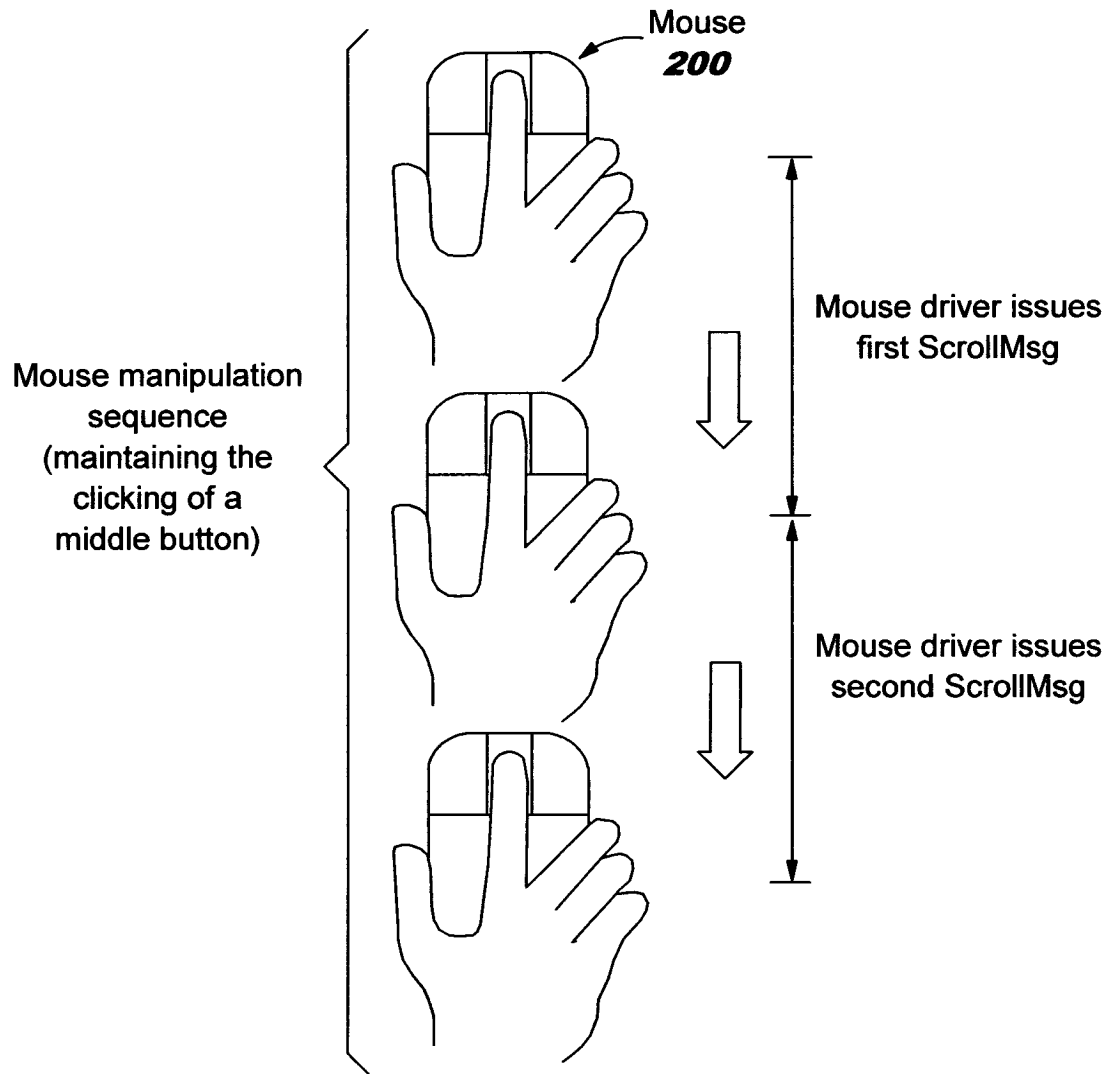 Mouse
200
Mouse driver issues
first ScrollMsg
Mouse manipulation
sequence
(maintaining the
clicking of a
middle button)
Mouse driver issues
second ScrollMsg